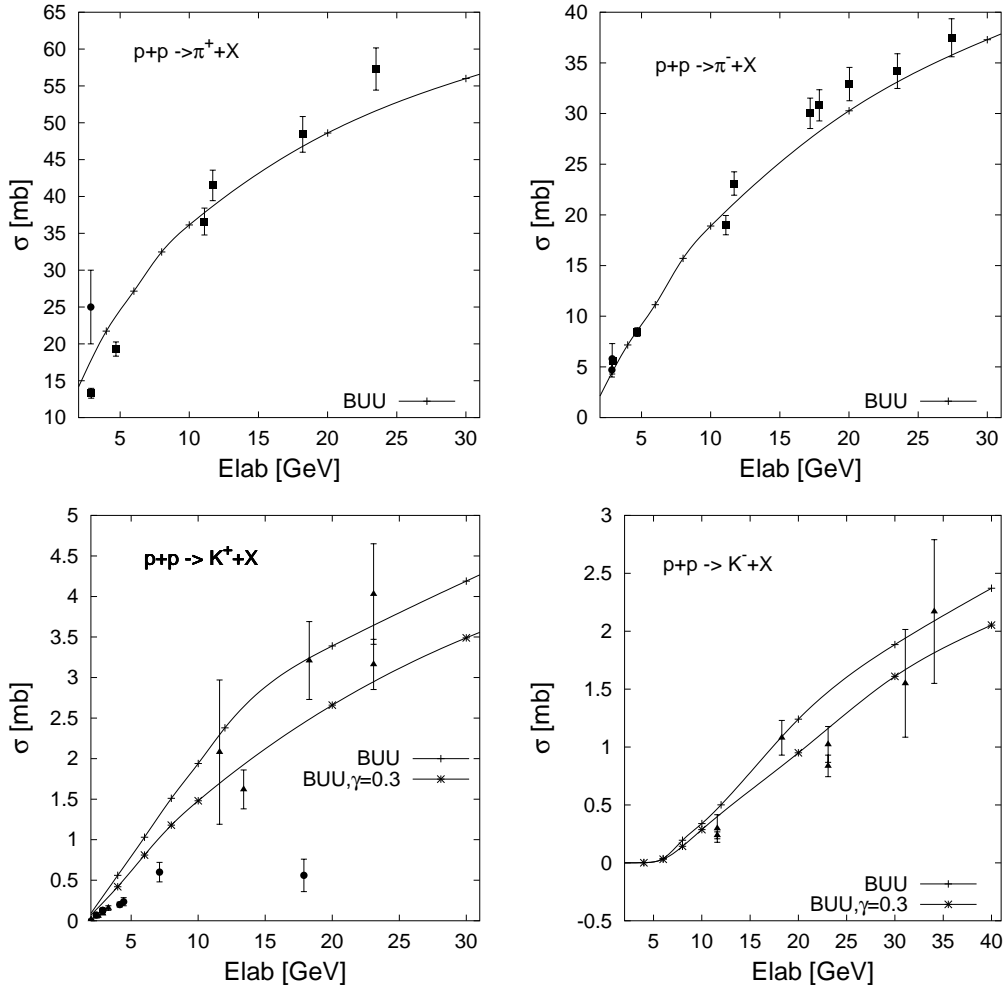 65
60
55
50
45
40
35
30
25
20
15
10
5 10 15 20 25 30
σ [mb]
Elab [GeV]
p+p ->π⁺+X
BUU
40
35
30
25
20
15
10
5
0
5 10 15 20 25 30
σ [mb]
Elab [GeV]
p+p ->π⁻+X
BUU
5
4.5
4
3.5
3
2.5
2
1.5
1
0.5
0
5 10 15 20 25 30
σ [mb]
Elab [GeV]
p+p -> K⁺+X
BUU
BUU,γ=0.3
3
2.5
2
1.5
1
0.5
0
-0.5
5 10 15 20 25 30 35 40
σ [mb]
Elab [GeV]
p+p -> K⁻+X
BUU
BUU,γ=0.3